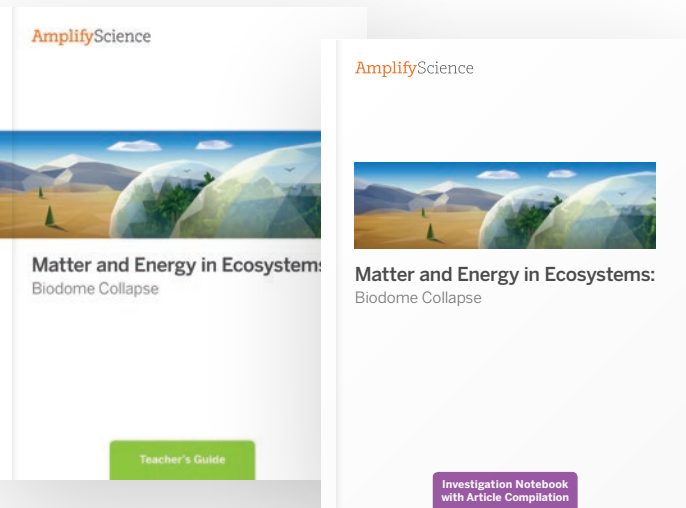 AmplifyScience
Matter and Energy in Ecosystems
Biodome Collapse
Teacher's Guide
AmplifyScience
Matter and Energy in Ecosystems:
Biodome Collapse
Investigation Notebook
with Article Compilation